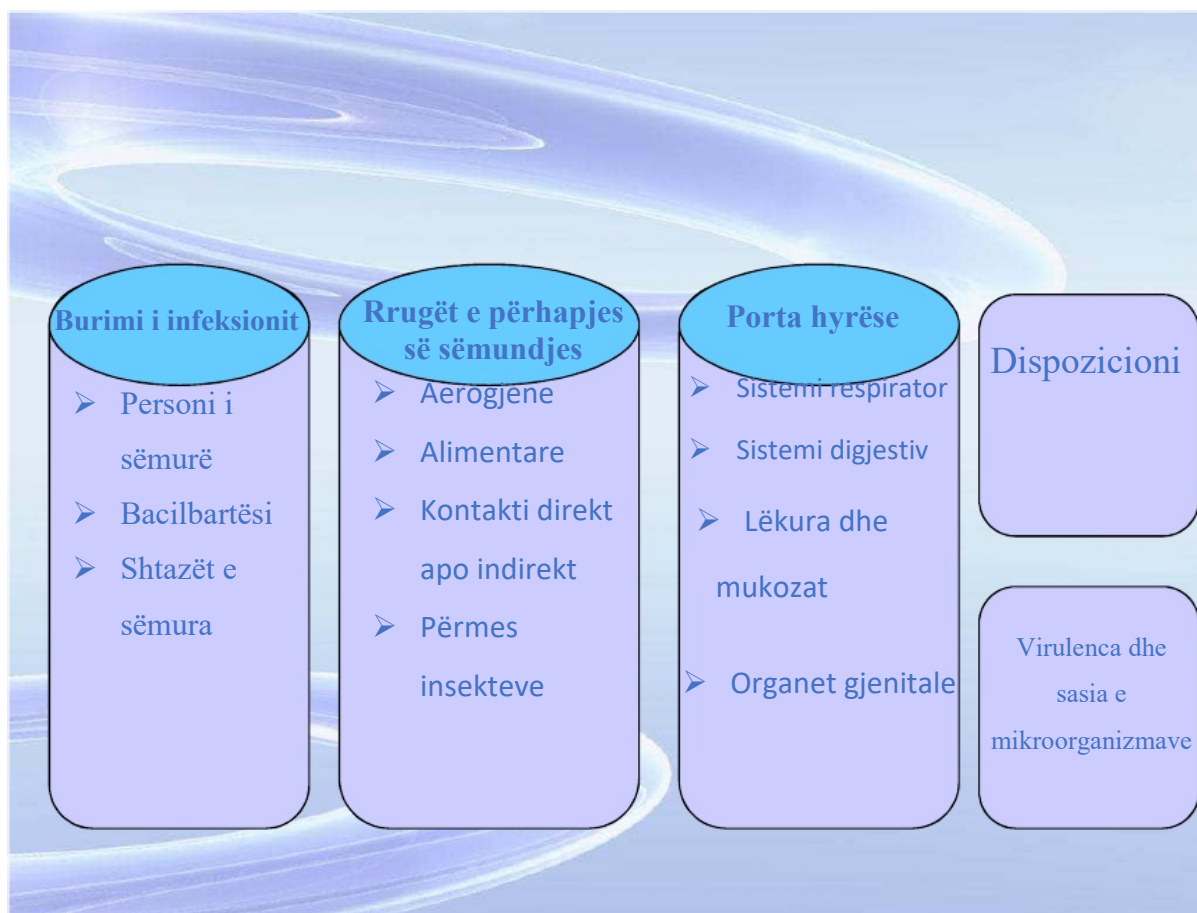 Burimi i infeksionit
➢ Personi i
sëmurë
➢ Bacilbartësi
➢ Shtazët e
sëmura
Rrugët e përhapjes
së sëmundjes
➢ Aerogjene
➢ Alimentare
➢ Kontakti direkt
apo indirekt
➢ Përmes
insekteve
Porta hyrëse
➢ Sistemi respirator
➢ Sistemi digjestiv
➢ Lëkura dhe
mukozat
➢ Organet gjenitale
Dispozicioni
Virulenca dhe
sasia e
mikroorganizmave